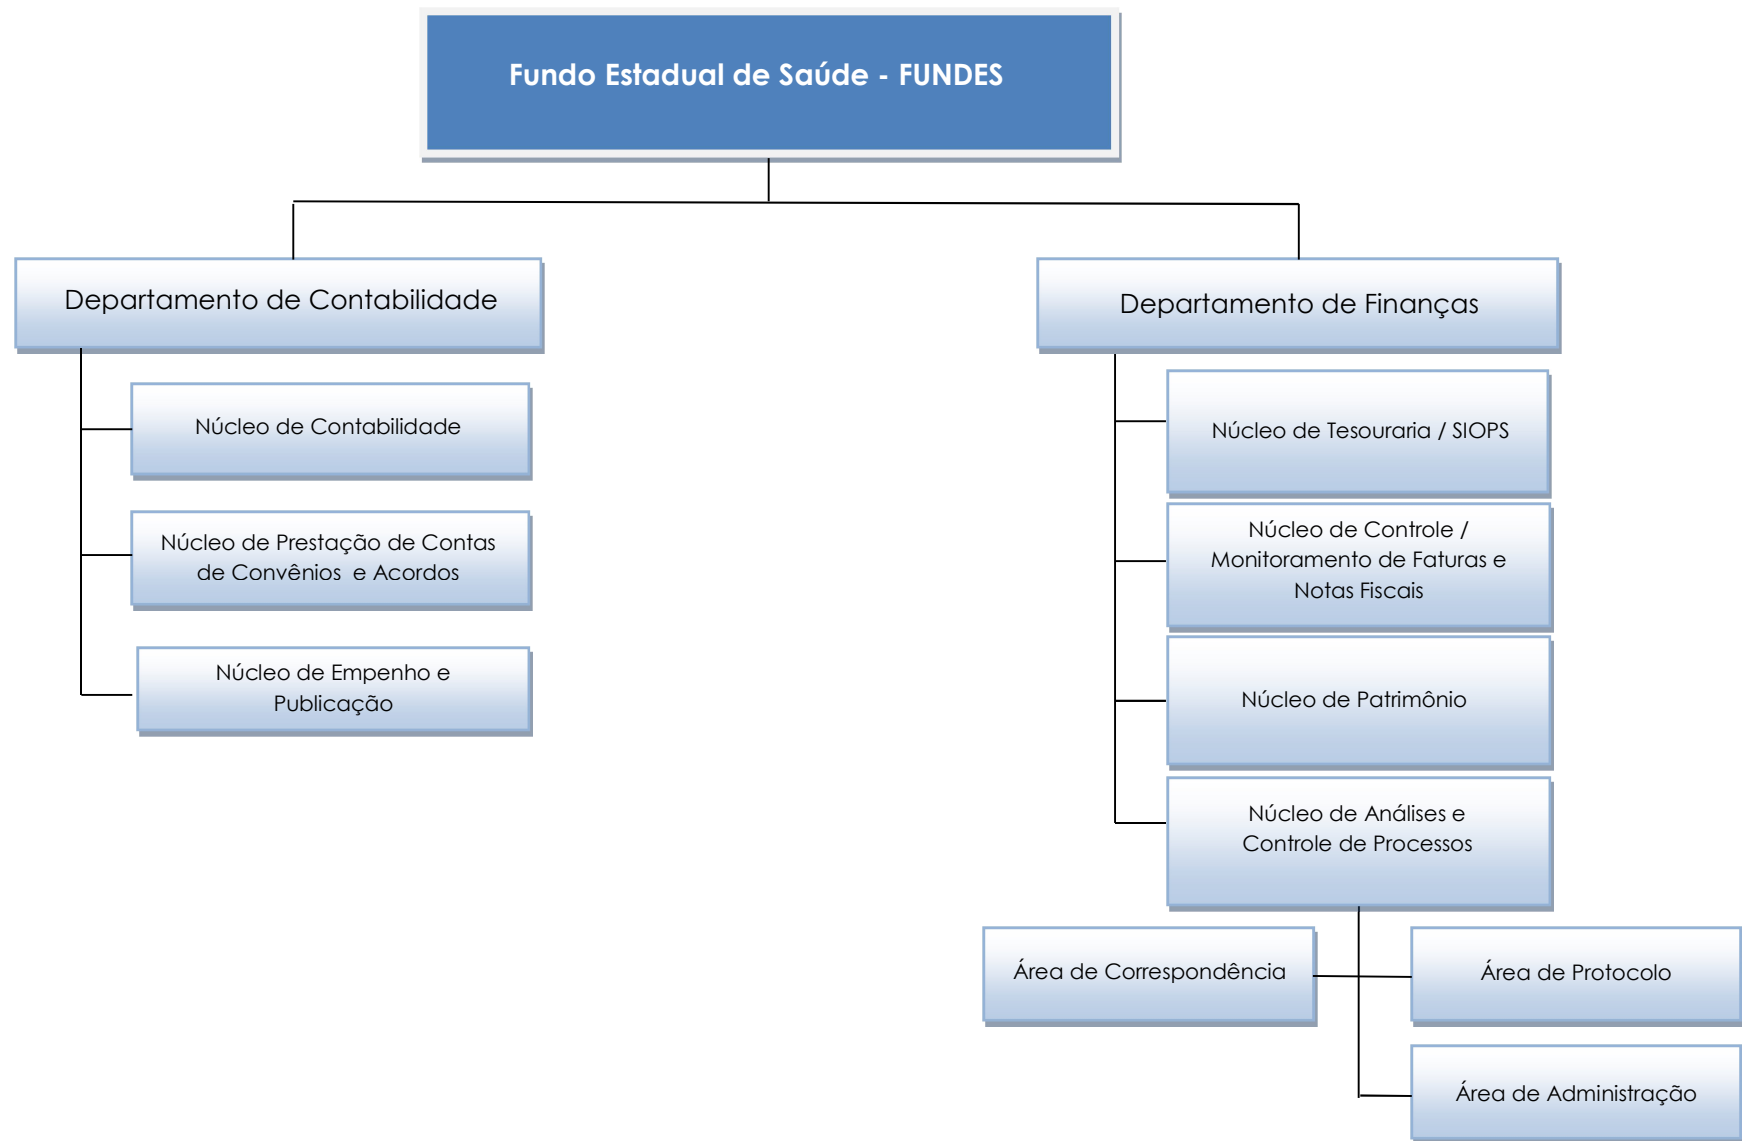 Fundo Estadual de Saúde - FUNDES
Departamento de Contabilidade
Núcleo de Contabilidade
Núcleo de Prestação de Contas
de Convênios e Acordos
Núcleo de Empenho e
Publicação
Departamento de Finanças
Núcleo de Tesouraria / SIOPS
Núcleo de Controle /
Monitoramento de Faturas e
Notas Fiscais
Núcleo de Patrimônio
Núcleo de Análises e
Controle de Processos
Área de Correspondência
Área de Protocolo
Área de Administração